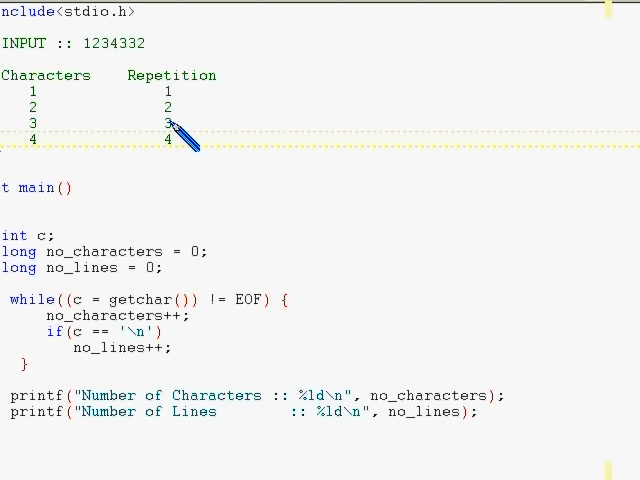 nclude<stdio.h>
INPUT :: 1234332
Characters Repetition
1 1
2 2
3 3
4 4
t main()
int c;
long no_characters = 0;
long no_lines = 0;
while((c = getchar()) != EOF) {
no_characters++;
if(c == '\n')
no_lines++;
}
printf("Number of Characters :: %ld\n", no_characters);
printf("Number of Lines :: %ld\n", no_lines);